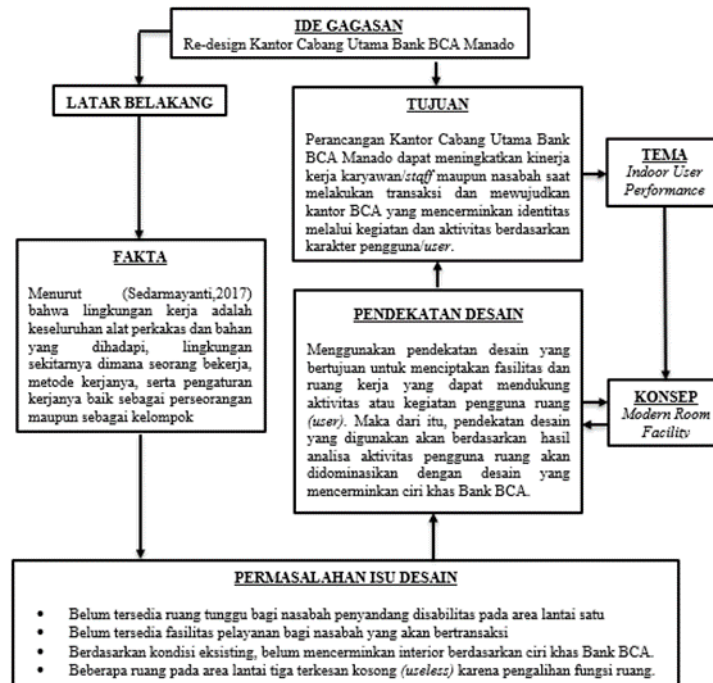 IDE GAGASAN
Re-design Kantor Cabang Utama Bank BCA Manado
LATAR BELAKANG
TUJUAN
Perancangan Kantor Cabang Utama Bank
BCA Manado dapat meningkatkan kinerja
kerja karyawan/staff maupun nasabah saat
melakukan transaksi dan mewujudkan
kantor BCA yang mencerminkan identitas
melalui kegiatan dan aktivitas berdasarkan
karakter pengguna/user.
TEMA
Indoor User
Performance
FAKTA
Menurut (Sedarmayanti,2017)
bahwa lingkungan kerja adalah
keseluruhan alat perkakas dan bahan
yang dihadapi, lingkungan
sekitarnya dimana seorang bekerja,
metode kerjanya, serta pengaturan
kerjanya baik sebagai perseorangan
maupun sebagai kelompok
PENDEKATAN DESAIN
Menggunakan pendekatan desain yang
bertujuan untuk menciptakan fasilitas dan
ruang kerja yang dapat mendukung
aktivitas atau kegiatan pengguna ruang
(user). Maka dari itu, pendekatan desain
yang digunakan akan berdasarkan hasil
analisa aktivitas pengguna ruang akan
didominasikan dengan desain yang
mencerminkan ciri khas Bank BCA.
KONSEP
Modern Room
Facility
PERMASALAHAN ISU DESAIN
• Belum tersedia ruang tunggu bagi nasabah penyandang disabilitas pada area lantai satu
• Belum tersedia fasilitas pelayanan bagi nasabah yang akan bertransaksi
• Berdasarkan kondisi eksisting, belum mencerminkan interior berdasarkan ciri khas Bank BCA.
• Beberapa ruang pada area lantai tiga terkesan kosong (useless) karena pengalihan fungsi ruang.